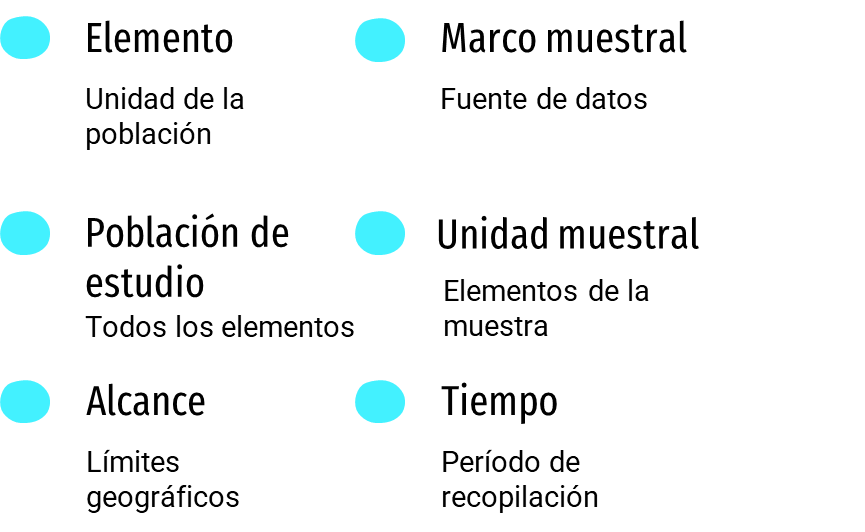 Elemento
Unidad de la
población
Marco muestral
Fuente de datos
Población de
estudio
Todos los elementos
Unidad muestral
Elementos de la
muestra
Alcance
Límites
geográficos
Tiempo
Período de
recopilación